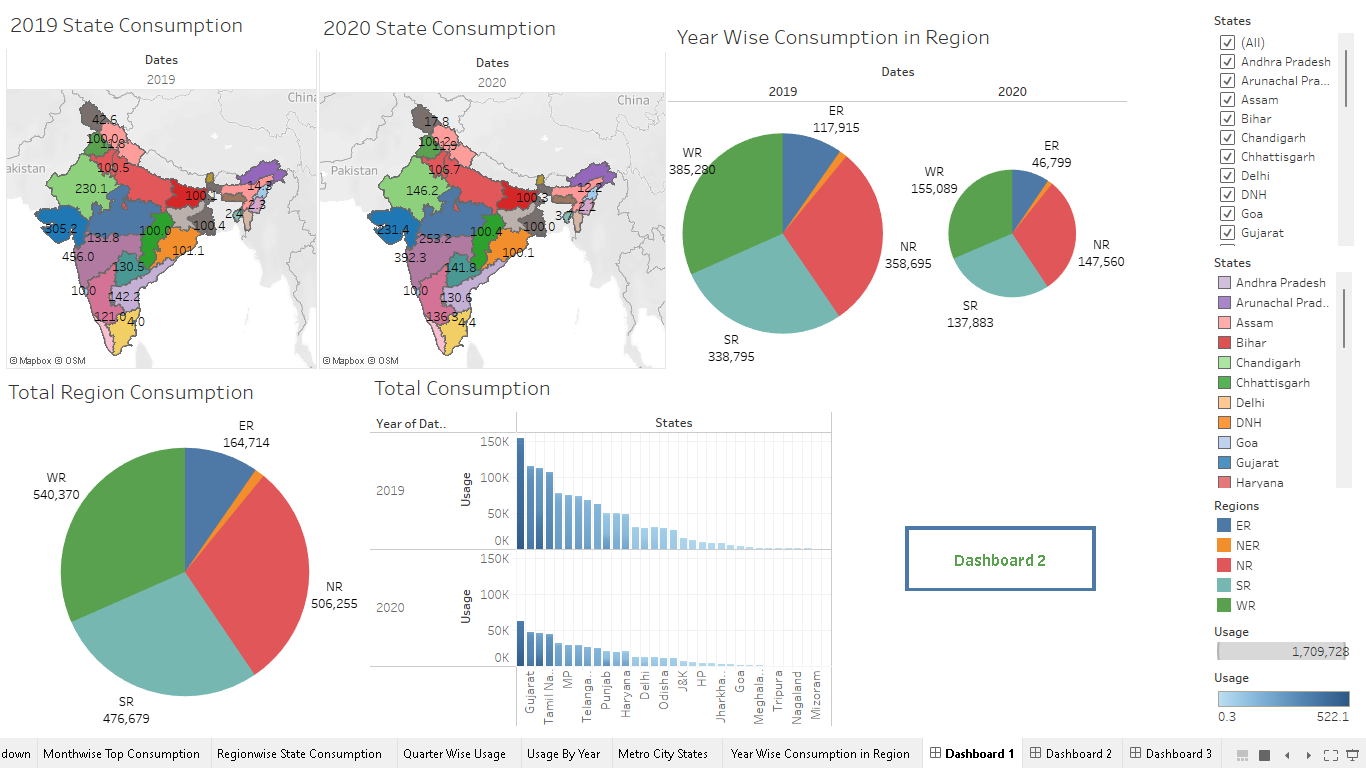 2019 State Consumption
Dates
2019
China
akistan
42.6
100.0
11.8
100.5
230.1
14.3
100.1
2.4
2.3
305.2
131.8
100.0
100.4
101.1
456.0
130.5
10.0
142.2
121.0
4.0
© Mapbox © OSM
2020 State Consumption
Dates
2020
China
Pakistan
17.8
100.2
11.9
106.7
146.2
12.2
100.3
3.7
2.2
231.4
253.2
100.4
100.0
100.1
392.3
141.8
10.0
130.6
136.3
4.4
© Mapbox © OSM
Year Wise Consumption in Region
Dates
2019
2020
ER
117,915
WR
385,280
NR
358,695
SR
338,795
ER
46,799
WR
155,089
NR
147,560
SR
137,883
Total Region Consumption
ER
164,714
WR
540,370
NR
506,255
SR
476,679
Total Consumption
Year of Dat..
States
2019
Usage
150K
100K
50K
0K
2020
Usage
150K
100K
50K
0K
Gujarat
Tamil Na..
MP
Telanga..
Punjab
Haryana
Delhi
Odisha
J&K
HP
Jharkha..
Goa
Meghala..
Tripura
Nagaland
Mizoram
Dashboard 2
States
(All)
Andhra Pradesh
Arunachal Pra...
Assam
Bihar
Chandigarh
Chhattisgarh
Delhi
DNH
Goa
Gujarat
States
Andhra Pradesh
Arunachal Prad..
Assam
Bihar
Chandigarh
Chhattisgarh
Delhi
DNH
Goa
Gujarat
Haryana
Regions
ER
NER
NR
SR
WR
Usage
1,709,728
Usage
0.3 522.1
down
Monthwise Top Consumption
Regionwise State Consumption
Quarter Wise Usage
Usage By Year
Metro City States
Year Wise Consumption in Region
Dashboard 1
Dashboard 2
Dashboard 3